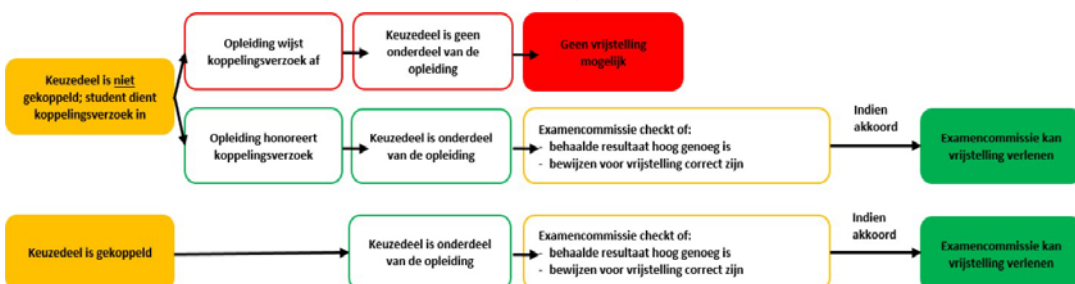 Opleiding wijst
koppelingsverzoek af
Keuzedeel is geen
onderdeel van de
opleiding
Geen vrijstelling
mogelijk
Keuzedeel is niet
gekoppeld; student dient
koppelingsverzoek in
Opleiding honoreert
koppelingsverzoek
Keuzedeel is onderdeel
van de opleiding
Examencommissie checkt of:
- behaalde resultaat hoog genoeg is
- bewijzen voor vrijstelling correct zijn
Indien
akkoord
Examencommissie kan
vrijstelling verlenen
Keuzedeel is gekoppeld
Keuzedeel is onderdeel
van de opleiding
Examencommissie checkt of:
- behaalde resultaat hoog genoeg is
- bewijzen voor vrijstelling correct zijn
Indien
akkoord
Examencommissie kan
vrijstelling verlenen